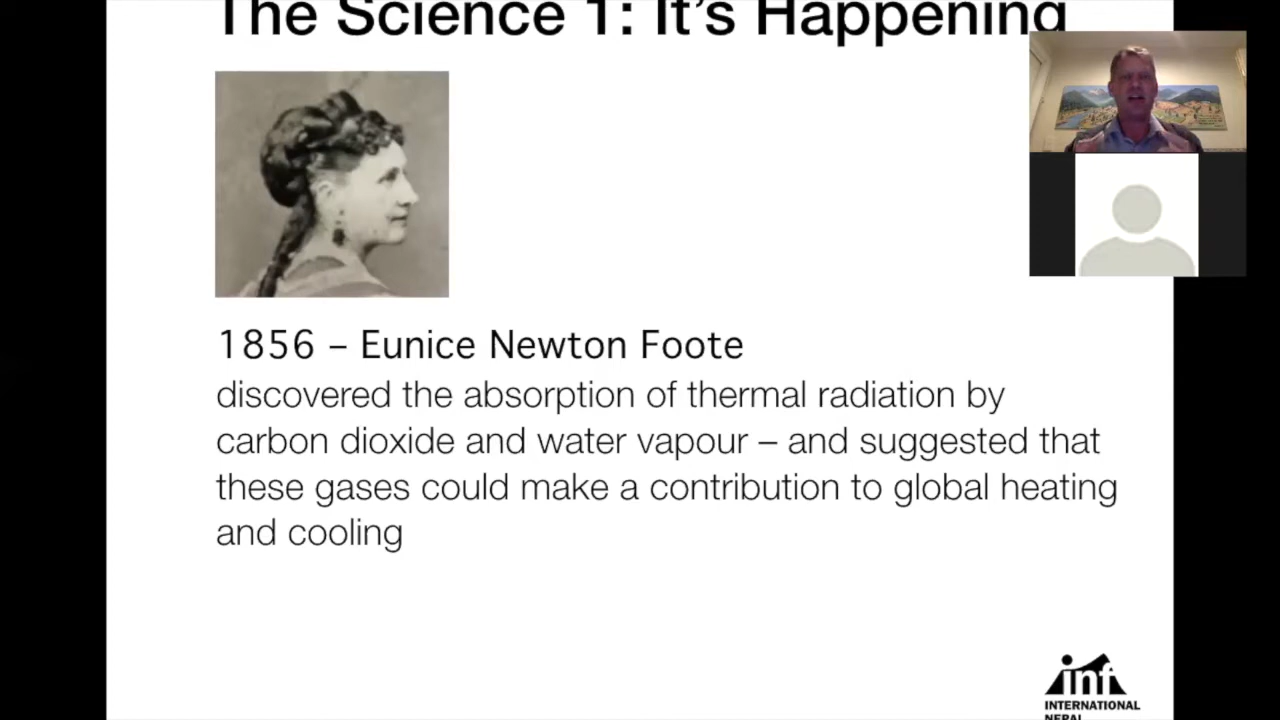 The Science 1: It's Happening
1856 – Eunice Newton Foote
discovered the absorption of thermal radiation by
carbon dioxide and water vapour – and suggested that
these gases could make a contribution to global heating
and cooling
inf
INTERNATIONAL
NEPAL